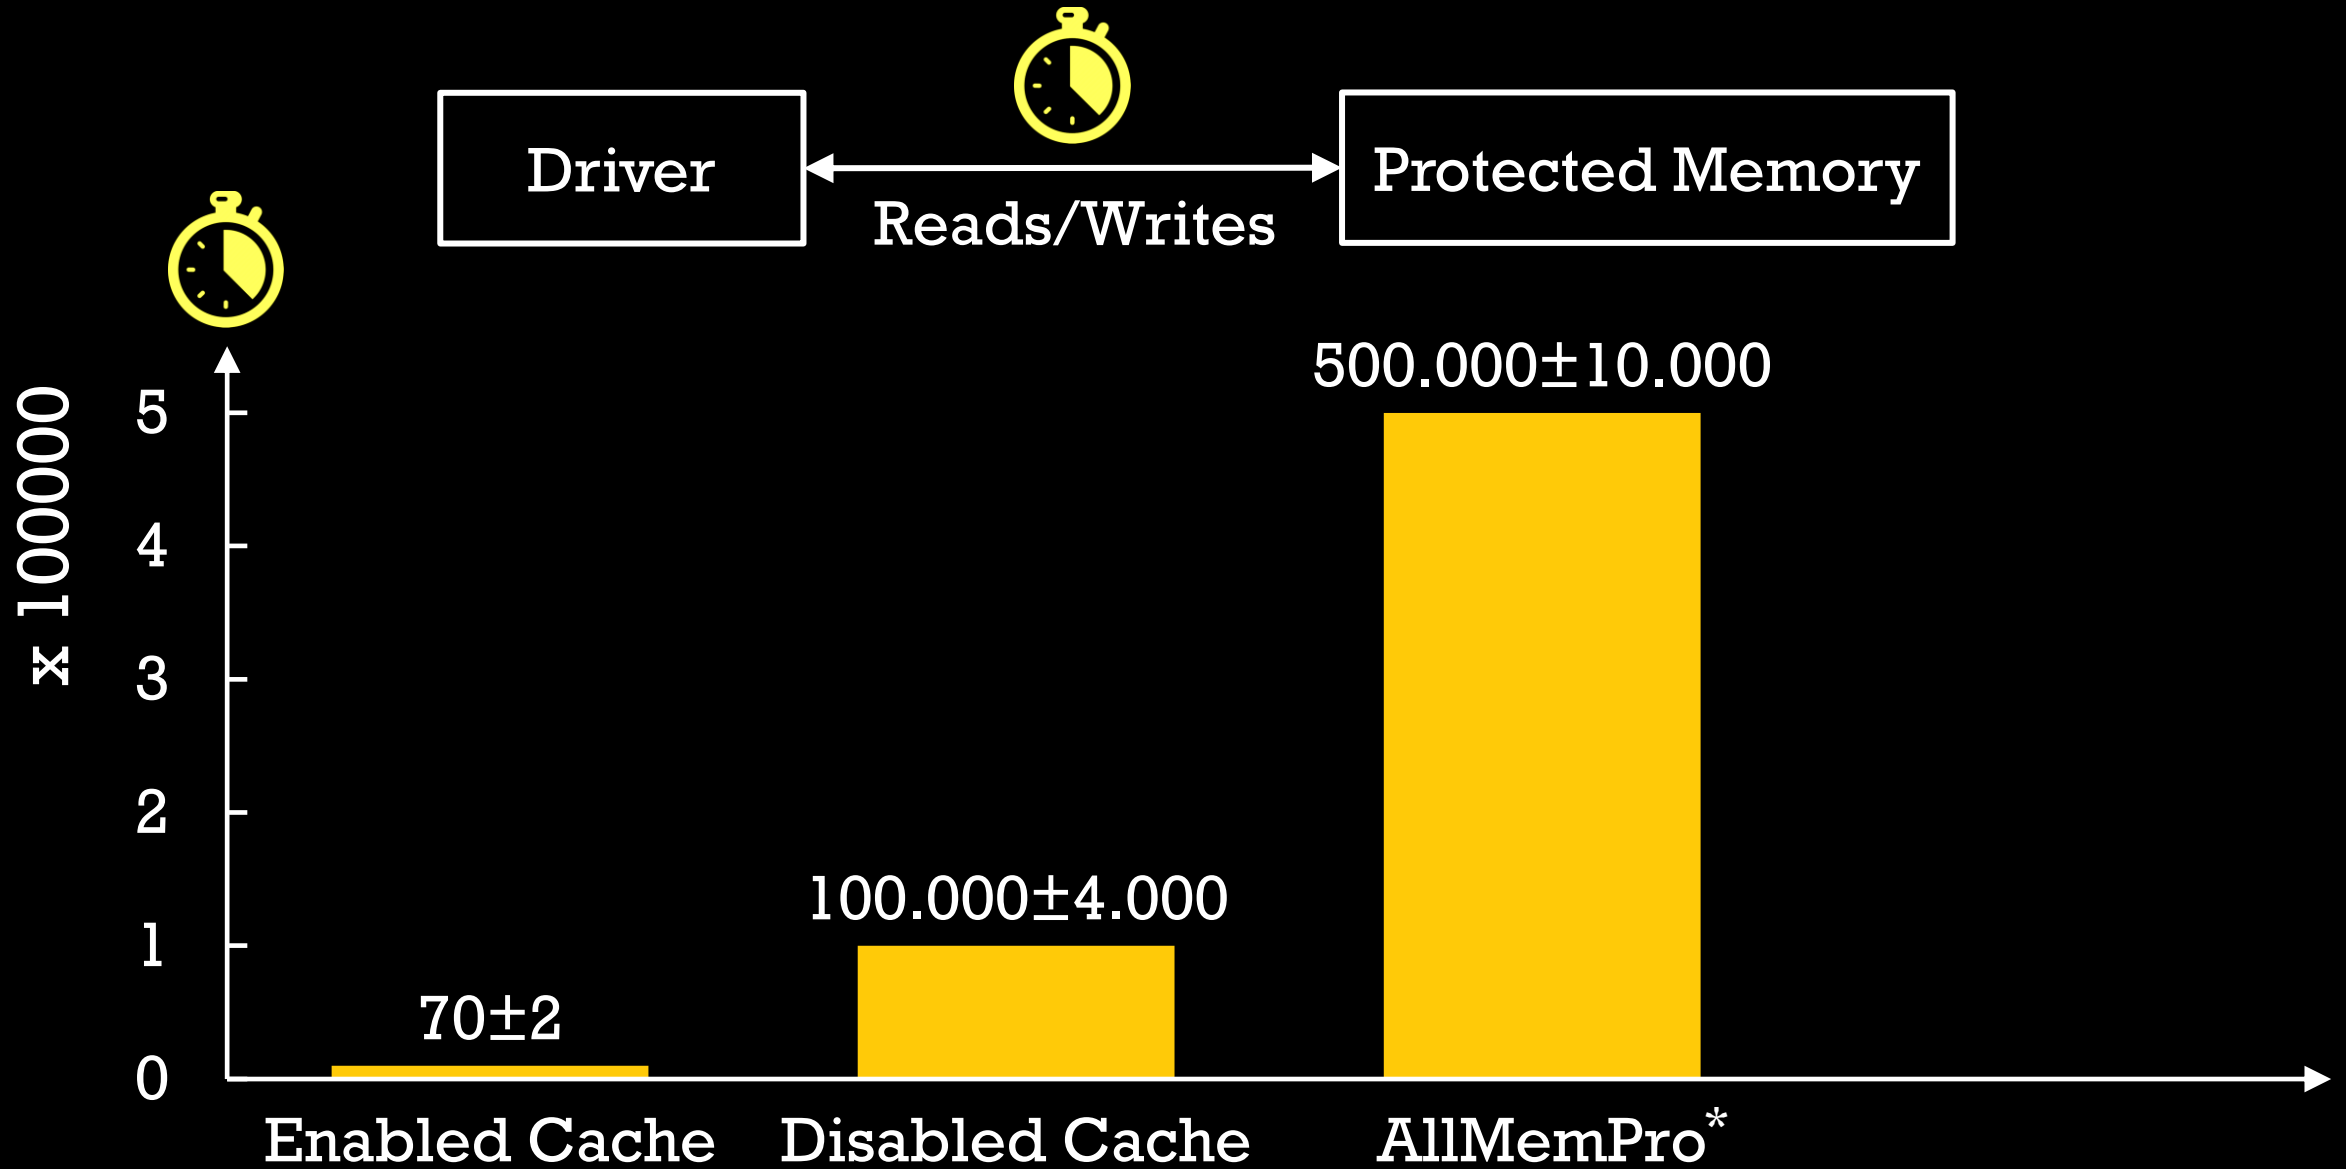 Driver
Reads/Writes
Protected Memory
x 100000
5
4
3
2
1
0
70±2
100.000±4.000
500.000±10.000
Enabled Cache
Disabled Cache
AllMemPro*